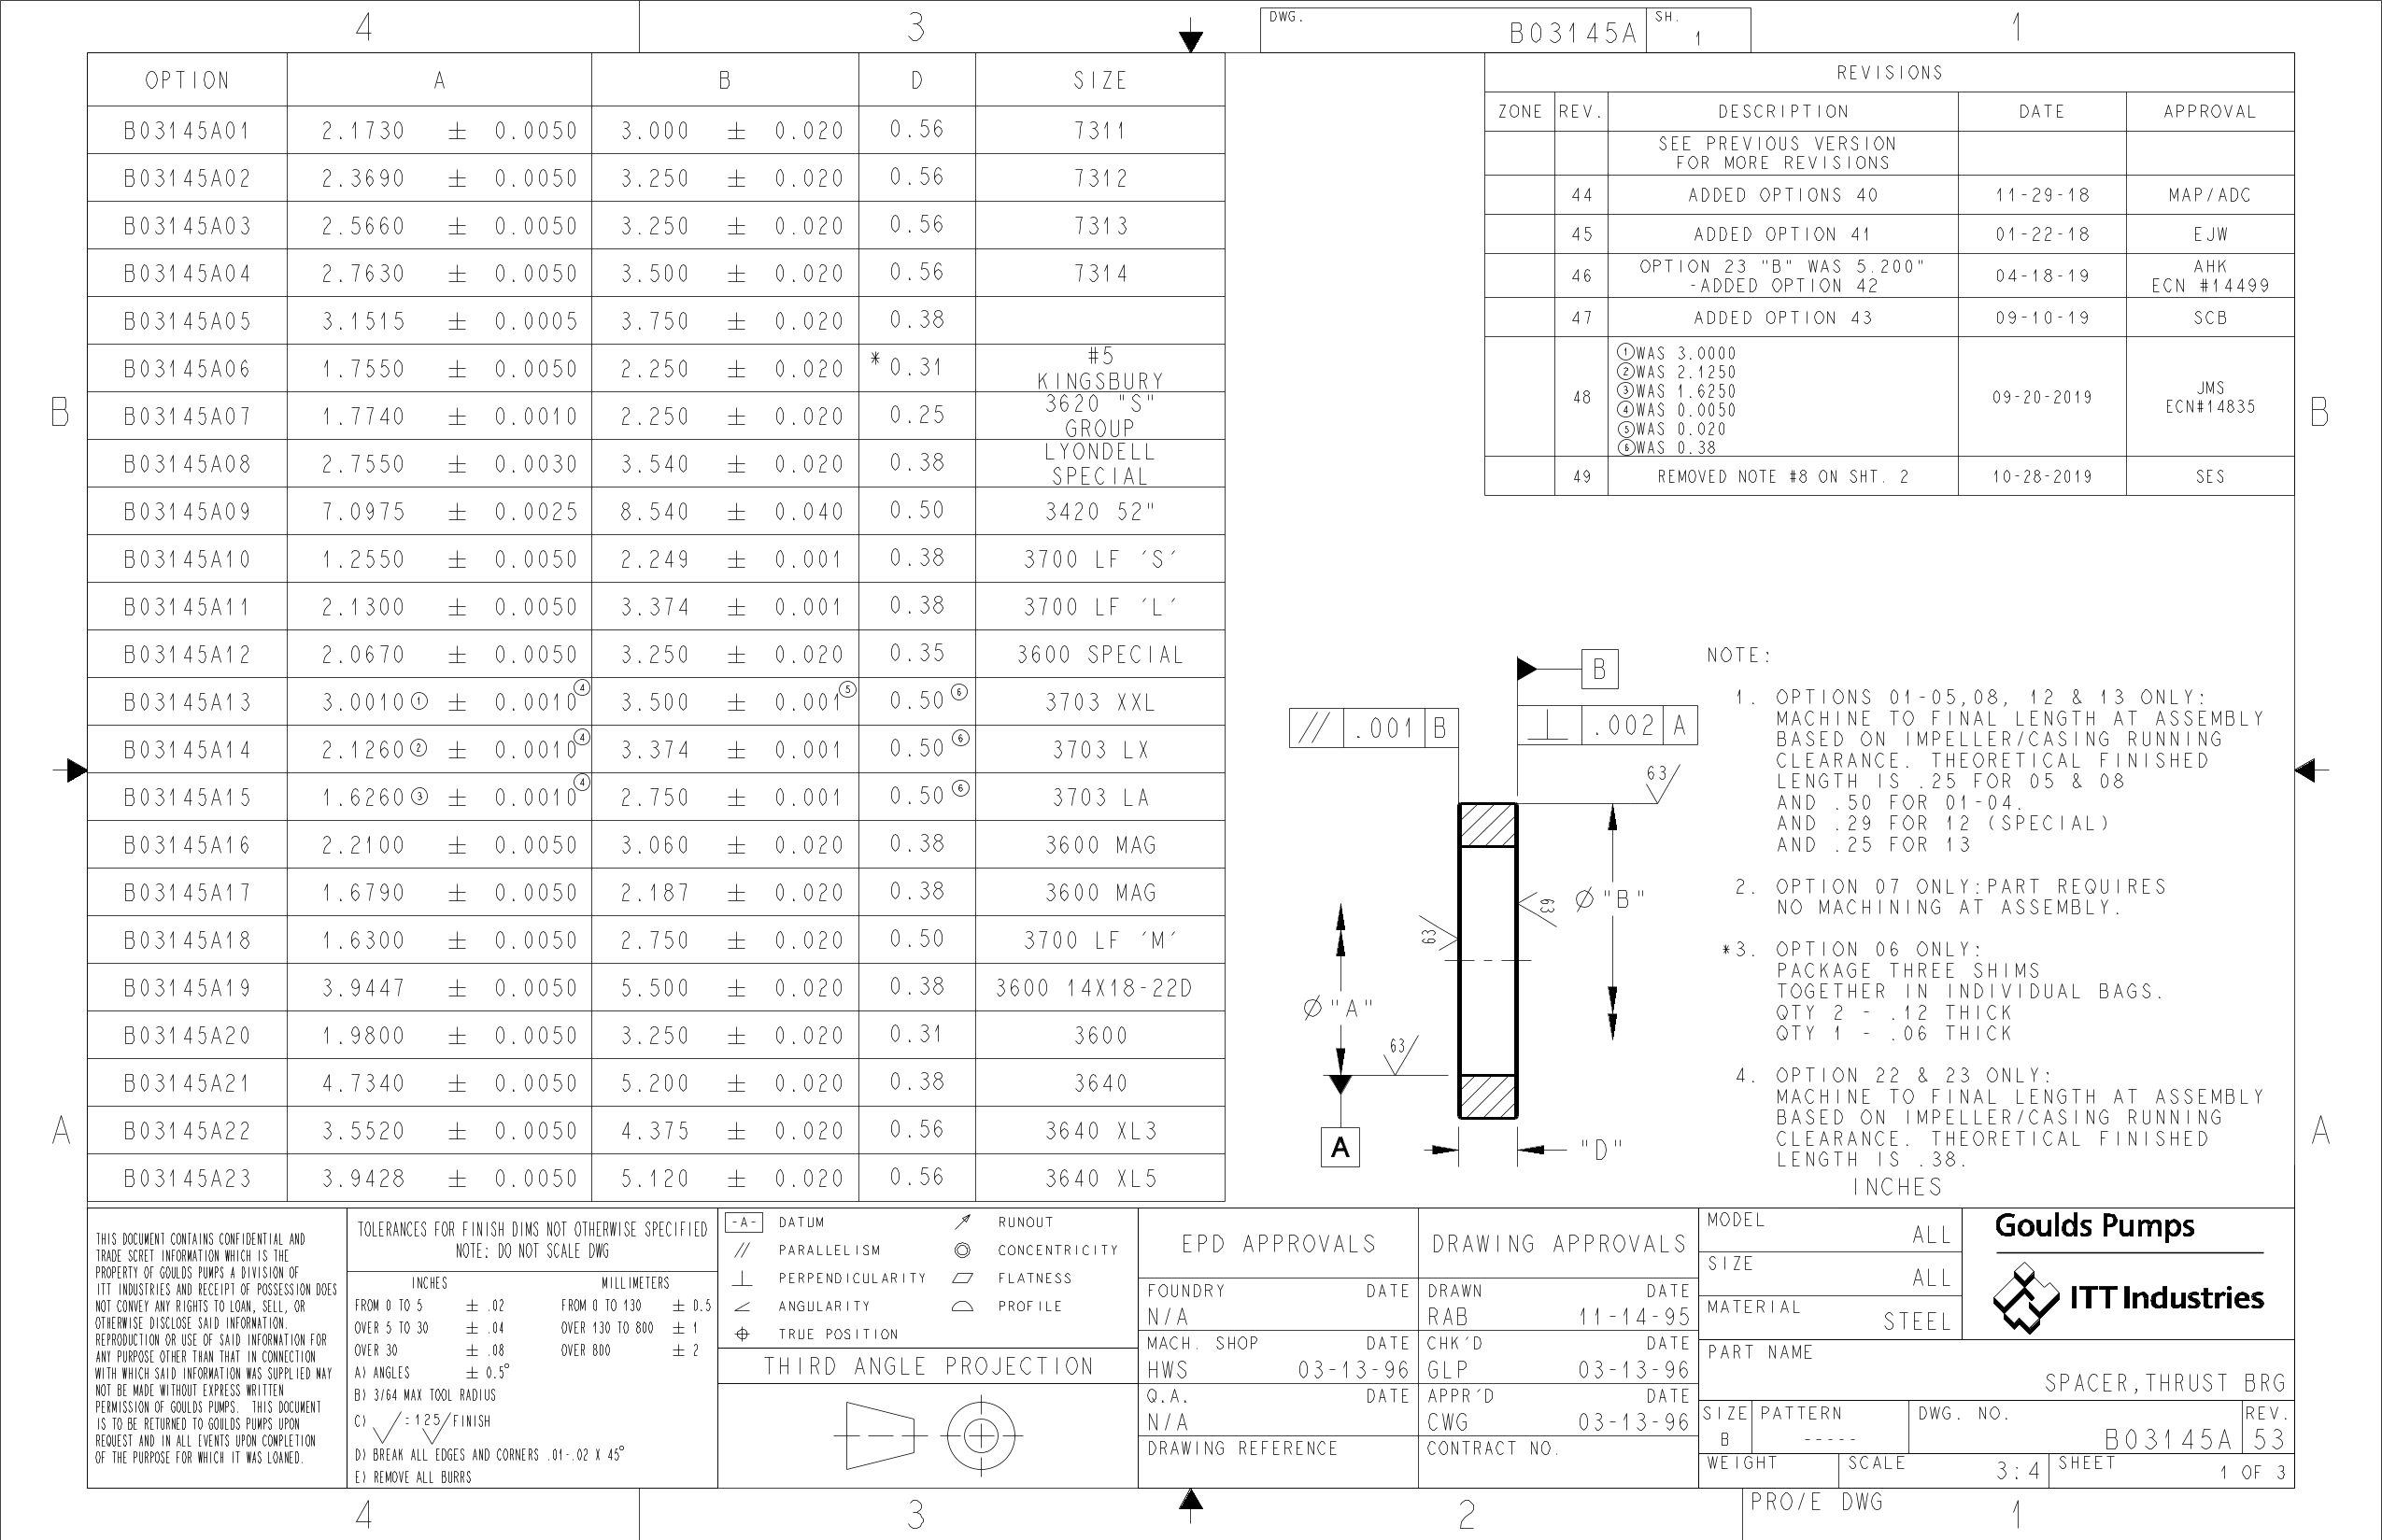 4 3 1
DWG. B03145A SH. 1
OPTION A B D SIZE
B03145A01 2.1730 ± 0.0050 3.000 ± 0.020 0.56 7311
B03145A02 2.3690 ± 0.0050 3.250 ± 0.020 0.56 7312
B03145A03 2.5660 ± 0.0050 3.250 ± 0.020 0.56 7313
B03145A04 2.7630 ± 0.0050 3.500 ± 0.020 0.56 7314
B03145A05 3.1515 ± 0.0005 3.750 ± 0.020 0.38
B03145A06 1.7550 ± 0.0050 2.250 ± 0.020 * 0.31 #5 KINGSBURY
B03145A07 1.7740 ± 0.0010 2.250 ± 0.020 0.25 3620 "S" GROUP
B03145A08 2.7550 ± 0.0030 3.540 ± 0.020 0.38 LYONDELL SPECIAL
B03145A09 7.0975 ± 0.0025 8.540 ± 0.040 0.50 3420 52"
B03145A10 1.2550 ± 0.0050 2.249 ± 0.001 0.38 3700 LF 'S'
B03145A11 2.1300 ± 0.0050 3.374 ± 0.001 0.38 3700 LF 'L'
B03145A12 2.0670 ± 0.0050 3.250 ± 0.020 0.35 3600 SPECIAL
B03145A13 3.0010 ① ± 0.0010 ④ 3.500 ± 0.001 ⑤ 0.50 ⑥ 3703 XXL
B03145A14 2.1260 ② ± 0.0010 ④ 3.374 ± 0.001 0.50 ⑥ 3703 LX
B03145A15 1.6260 ③ ± 0.0010 ④ 2.750 ± 0.001 0.50 ⑥ 3703 LA
B03145A16 2.2100 ± 0.0050 3.060 ± 0.020 0.38 3600 MAG
B03145A17 1.6790 ± 0.0050 2.187 ± 0.020 0.38 3600 MAG
B03145A18 1.6300 ± 0.0050 2.750 ± 0.020 0.50 3700 LF 'M'
B03145A19 3.9447 ± 0.0050 5.500 ± 0.020 0.38 3600 14X18-22D
B03145A20 1.9800 ± 0.0050 3.250 ± 0.020 0.31 3600
B03145A21 4.7340 ± 0.0050 5.200 ± 0.020 0.38 3640
B03145A22 3.5520 ± 0.0050 4.375 ± 0.020 0.56 3640 XL3
B03145A23 3.9428 ± 0.0050 5.120 ± 0.020 0.56 3640 XL5
REVISIONS
ZONE REV. DESCRIPTION DATE APPROVAL
SEE PREVIOUS VERSION
FOR MORE REVISIONS
44 ADDED OPTIONS 40 11-29-18 MAP/ADC
45 ADDED OPTION 41 01-22-18 EJW
46 OPTION 23 "B" WAS 5.200" -ADDED OPTION 42 04-18-19 AHK ECN #14499
47 ADDED OPTION 43 09-10-19 SCB
48 09-20-2019 JMS ECN#14835
①WAS 3.0000
②WAS 2.1250
③WAS 1.6250
④WAS 0.0050
⑤WAS 0.020
⑥WAS 0.38
49 REMOVED NOTE #8 ON SHT. 2 10-28-2019 SES
B B
A A
B
// .001 B
⊥ .002 A
63
63
63
63
Ø "B"
Ø "A"
A
"D"
NOTE:
1. OPTIONS 01-05,08, 12 & 13 ONLY:
MACHINE TO FINAL LENGTH AT ASSEMBLY
BASED ON IMPELLER/CASING RUNNING
CLEARANCE. THEORETICAL FINISHED
LENGTH IS .25 FOR 05 & 08
AND .50 FOR 01-04.
AND .29 FOR 12 (SPECIAL)
AND .25 FOR 13
2. OPTION 07 ONLY:PART REQUIRES
NO MACHINING AT ASSEMBLY.
*3. OPTION 06 ONLY:
PACKAGE THREE SHIMS
TOGETHER IN INDIVIDUAL BAGS.
QTY 2 - .12 THICK
QTY 1 - .06 THICK
4. OPTION 22 & 23 ONLY:
MACHINE TO FINAL LENGTH AT ASSEMBLY
BASED ON IMPELLER/CASING RUNNING
CLEARANCE. THEORETICAL FINISHED
LENGTH IS .38.
INCHES
THIS DOCUMENT CONTAINS CONFIDENTIAL AND
TRADE SCRET INFORMATION WHICH IS THE
PROPERTY OF GOULDS PUMPS A DIVISION OF
ITT INDUSTRIES AND RECEIPT OF POSSESSION DOES
NOT CONVEY ANY RIGHTS TO LOAN, SELL, OR
OTHERWISE DISCLOSE SAID INFORMATION.
REPRODUCTION OR USE OF SAID INFORMATION FOR
ANY PURPOSE OTHER THAN THAT IN CONNECTION
WITH WHICH SAID INFORMATION WAS SUPPLIED MAY
NOT BE MADE WITHOUT EXPRESS WRITTEN
PERMISSION OF GOULDS PUMPS. THIS DOCUMENT
IS TO BE RETURNED TO GOULDS PUMPS UPON
REQUEST AND IN ALL EVENTS UPON COMPLETION
OF THE PURPOSE FOR WHICH IT WAS LOANED.
TOLERANCES FOR FINISH DIMS NOT OTHERWISE SPECIFIED
NOTE: DO NOT SCALE DWG
INCHES MILLIMETERS
FROM 0 TO 5 ± .02 FROM 0 TO 130 ± 0.5
OVER 5 TO 30 ± .04 OVER 130 TO 800 ± 1
OVER 30 ± .08 OVER 800 ± 2
A) ANGLES ± 0.5°
B) 3/64 MAX TOOL RADIUS
C) √ = 125/ FINISH
D) BREAK ALL EDGES AND CORNERS .01-.02 X 45°
E) REMOVE ALL BURRS
-A- DATUM RUNOUT
// PARALLELISM CONCENTRICITY
⊥ PERPENDICULARITY FLATNESS
ANGULARITY PROFILE
TRUE POSITION
THIRD ANGLE PROJECTION
EPD APPROVALS
FOUNDRY DATE
N/A
MACH. SHOP DATE
HWS 03-13-96
Q.A. DATE
N/A
DRAWING REFERENCE
DRAWING APPROVALS
DRAWN DATE
RAB 11-14-95
CHK'D DATE
GLP 03-13-96
APPR'D DATE
CWG 03-13-96
CONTRACT NO.
MODEL ALL
SIZE ALL
MATERIAL STEEL
Goulds Pumps
ITT Industries
PART NAME
SPACER,THRUST BRG
SIZE PATTERN DWG. NO. REV.
B ----- B03145A 53
WEIGHT SCALE 3:4 SHEET 1 OF 3
PRO/E DWG
4 3 2 1